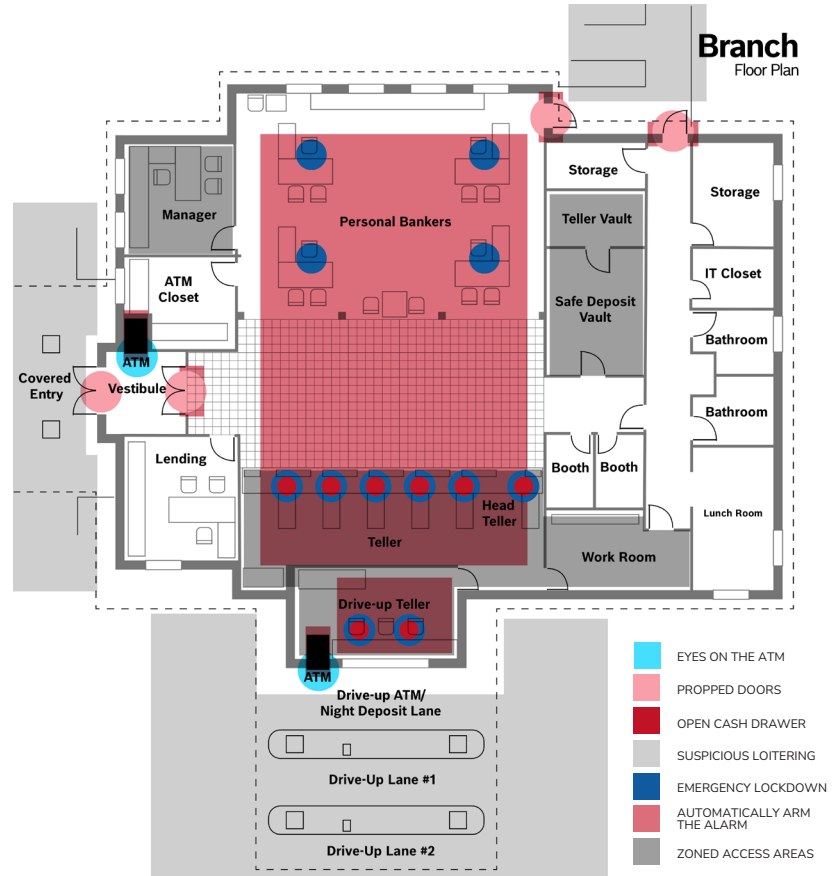 Branch
Floor Plan
Storage
Storage
Manager
Teller Vault
Personal Bankers
ATM
Closet
IT Closet
Safe Deposit
Vault
Bathroom
ATM
Covered
Entry
Vestibule
Bathroom
Lending
Booth
Booth
Head
Teller
Lunch Room
Teller
Work Room
Drive-up Teller
ATM
Drive-up ATM/
Night Deposit Lane
Drive-Up Lane #1
Drive-Up Lane #2
EYES ON THE ATM
PROPPED DOORS
OPEN CASH DRAWER
SUSPICIOUS LOITERING
EMERGENCY LOCKDOWN
AUTOMATICALLY ARM
THE ALARM
ZONED ACCESS AREAS